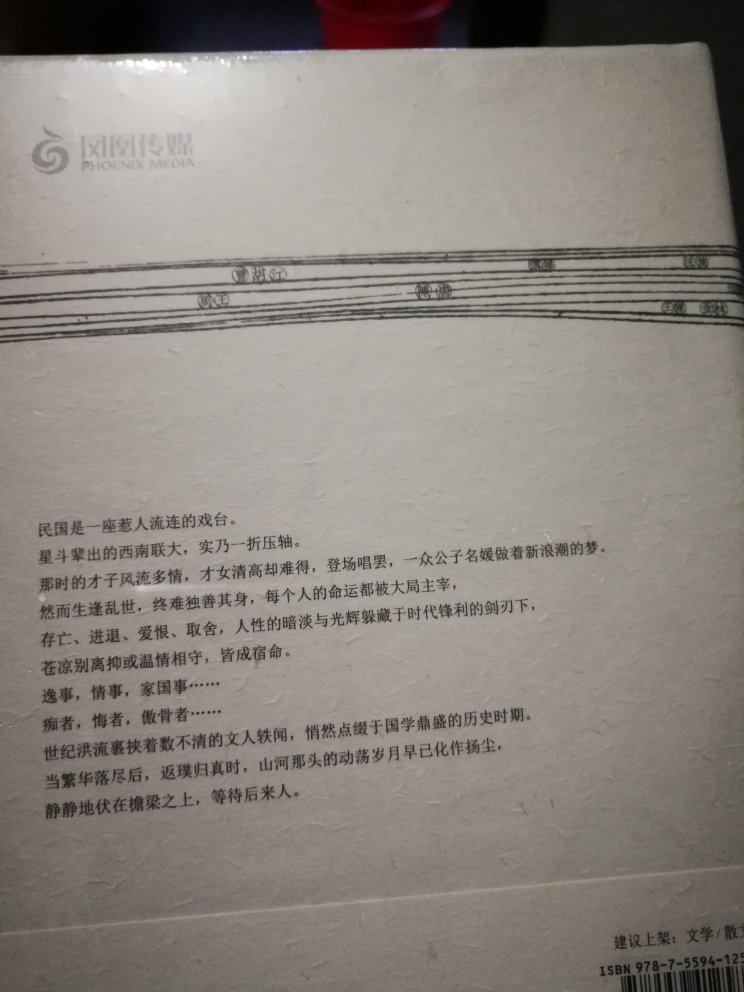 凤凰传媒
PHOENIX MEDIA
曹 胡 江
民国是一座惹人流连的戏台。
星斗辈出的西南联大，实乃一折压轴。
那时的才子风流多情，才女清高却难得，登场唱罢，一众公子名媛做着新浪潮的梦。
然而生逢乱世，终难独善其身，每个人的命运都被大局主宰，
存亡、进退、爱恨、取舍，人性的暗淡与光辉躲藏于时代锋利的剑刃下，
苍凉别离抑或温情相守，皆成宿命。
逸事，情事，家国事……
痴者，悔者，傲骨者……
世纪洪流裹挟着数不清的文人轶闻，悄然点缀于国学鼎盛的历史时期。
当繁华落尽后，返璞归真时，山河那头的动荡岁月早已化作扬尘，
静静地伏在檐梁之上，等待后来人。
建议上架：文学/散文
ISBN 978-7-5594-125